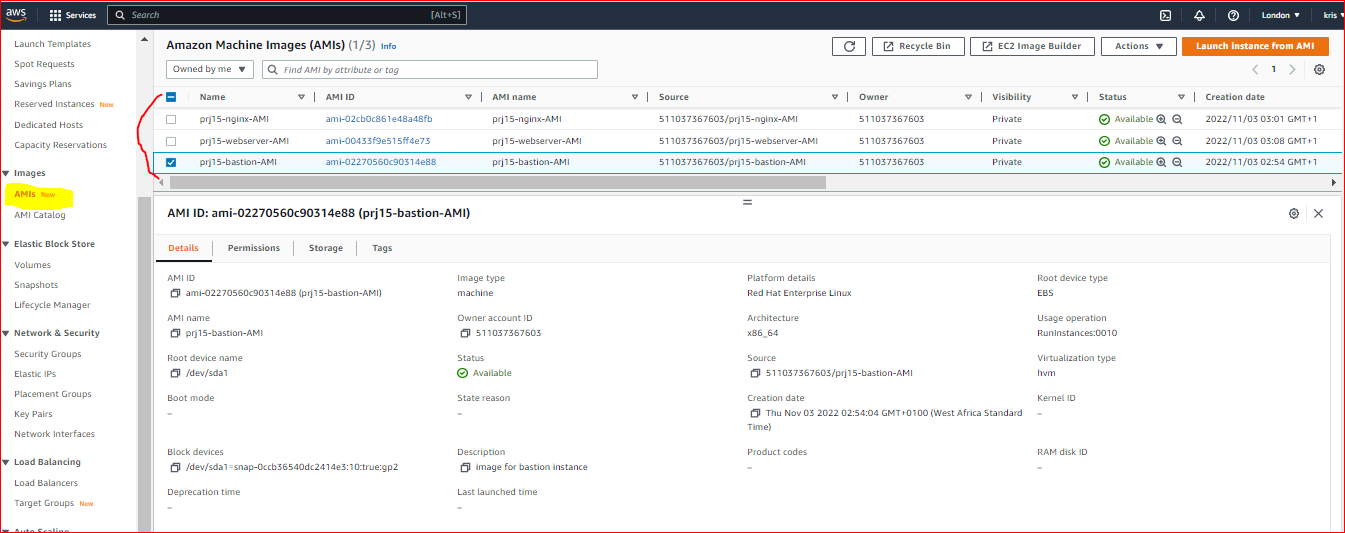 aws Services Search [Alt+S] London kris
Launch Templates
Spot Requests
Savings Plans
Reserved Instances New
Dedicated Hosts
Capacity Reservations
Images
AMIs New
AMI Catalog
Elastic Block Store
Volumes
Snapshots
Lifecycle Manager
Network & Security
Security Groups
Elastic IPs
Placement Groups
Key Pairs
Network Interfaces
Load Balancing
Load Balancers
Target Groups New
Auto Scaling
Amazon Machine Images (AMIs) (1/3) Info Recycle Bin EC2 Image Builder Actions Launch instance from AMI
Owned by me Find AMI by attribute or tag 1
Name AMI ID AMI name Source Owner Visibility Status Creation date
prj15-nginx-AMI ami-02cb0c861e48a48fb prj15-nginx-AMI 511037367603/prj15-nginx-AMI 511037367603 Private Available 2022/11/03 03:01 GMT+1
prj15-webserver-AMI ami-00433f9e515ff4e73 prj15-webserver-AMI 511037367603/prj15-webserver-AMI 511037367603 Private Available 2022/11/03 03:08 GMT+1
prj15-bastion-AMI ami-02270560c90314e88 prj15-bastion-AMI 511037367603/prj15-bastion-AMI 511037367603 Private Available 2022/11/03 02:54 GMT+1
AMI ID: ami-02270560c90314e88 (prj15-bastion-AMI)
Details Permissions Storage Tags
AMI ID Image type Platform details Root device type
ami-02270560c90314e88 (prj15-bastion-AMI) machine Red Hat Enterprise Linux EBS
AMI name Owner account ID Architecture Usage operation
prj15-bastion-AMI 511037367603 x86_64 RunInstances:0010
Root device name Status Source Virtualization type
/dev/sda1 Available 511037367603/prj15-bastion-AMI hvm
Boot mode State reason Creation date Kernel ID
– – Thu Nov 03 2022 02:54:04 GMT+0100 (West Africa Standard –
Time)
Block devices Description Product codes RAM disk ID
/dev/sda1=snap-0ccb36540dc2414e3:10:true:gp2 image for bastion instance – –
Deprecation time Last launched time
– –